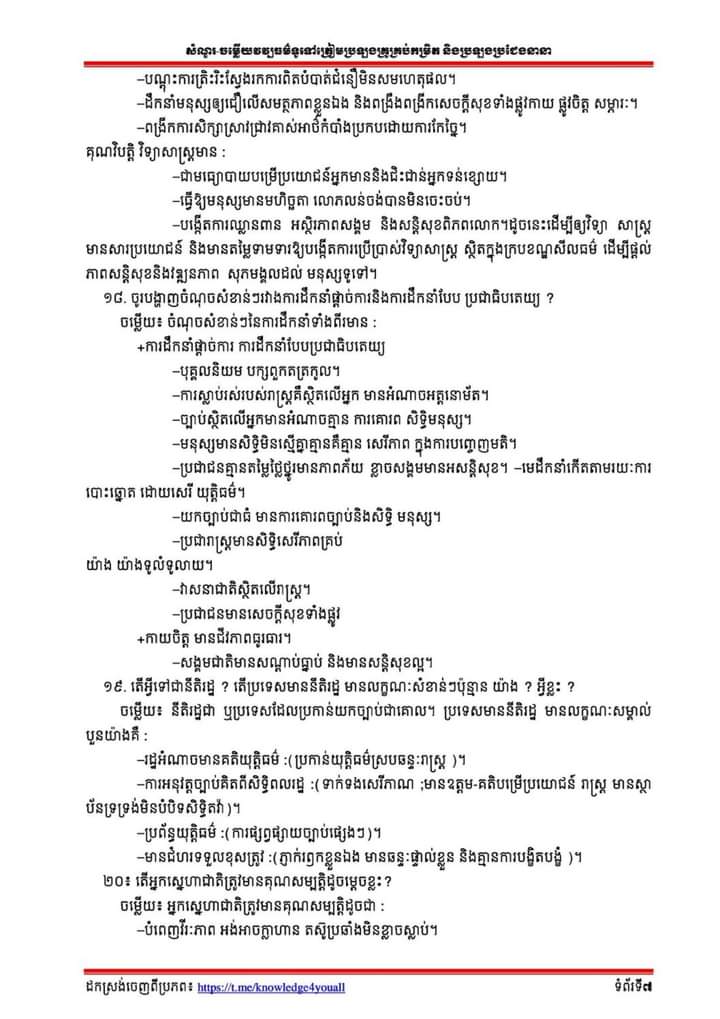 សំណួរ-ចម្លើយវប្បធម៌ទូទៅត្រៀមប្រឡងគ្រូគ្រប់កម្រិត និងប្រឡងប្រជែងនានា
–បណ្តុះការត្រិះរិះស្វែងរកការពិតបំបាត់ជំនឿមិនសមហេតុផល។
–ដឹកនាំមនុស្សឲ្យជឿលើសមត្ថភាពខ្លួនឯង និងពង្រឹងពង្រីកសេចក្តីសុខទាំងផ្លូវកាយ ផ្លូវចិត្ត សម្ភារៈ។
–ពង្រីកការសិក្សាស្រាវជ្រាវគាស់អាថ៌កំបាំងប្រកបដោយការកែច្នៃ។
គុណវិបត្តិ វិទ្យាសាស្ត្រមាន :
–ជាមធ្យោបាយបម្រើប្រយោជន៍អ្នកមាននិងជិះជាន់អ្នកទន់ខ្សោយ។
–ធ្វើឱ្យមនុស្សមានមហិច្ឆតា លោភលន់ចង់បានមិនចេះចប់។
–បង្កើតការឈ្លានពាន អស្ថិរភាពសង្គម និងសន្តិសុខពិភពលោក។ដូចនេះដើម្បីឲ្យវិទ្យា សាស្ត្រ
មានសារប្រយោជន៍ និងមានតម្លៃទាមទារឱ្យបង្កើតការប្រើប្រាស់វិទ្យាសាស្ត្រ ស្ថិតក្នុងក្របខណ្ឌសីលធម៌ ដើម្បីផ្តល់
ភាពសន្តិសុខនិងវឌ្ឍនភាព សុភមង្គលដល់ មនុស្សទូទៅ។
១៨. ចូរបង្ហាញចំណុចសំខាន់ៗរវាងការដឹកនាំផ្តាច់ការនិងការដឹកនាំបែប ប្រជាធិបតេយ្យ ?
ចម្លើយ៖ ចំណុចសំខាន់ៗនៃការដឹកនាំទាំងពីរមាន :
+ការដឹកនាំផ្តាច់ការ ការដឹកនាំបែបប្រជាធិបតេយ្យ
–បុគ្គលនិយម បក្សពួកតត្រកូល។
–ការស្លាប់រស់របស់រាស្ត្រគឺស្ថិតលើអ្នក មានអំណាចអត្តនោម័ត។
–ច្បាប់ស្ថិតលើអ្នកមានអំណាចគ្មាន ការគោរព សិទ្ធិមនុស្ស។
–មនុស្សមានសិទ្ធិមិនស្មើគ្នាគ្មានគឺគ្មាន សេរីភាព ក្នុងការបញ្ចេញមតិ។
–ប្រជាជនគ្មានតម្លៃថ្លៃថ្នូរមានភាពភ័យ ខ្លាចសង្គមមានអសន្តិសុខ។ –មេដឹកនាំកើតតាមរយៈការ
បោះឆ្នោត ដោយសេរី យុត្តិធម៌។
–យកច្បាប់ជាធំ មានការគោរពច្បាប់និងសិទ្ធិ មនុស្ស។
–ប្រជារាស្ត្រមានសិទ្ធិសេរីភាពគ្រប់
យ៉ាង យ៉ាងទូលំទូលាយ។
–វាសនាជាតិស្ថិតលើរាស្ត្រ។
–ប្រជាជនមានសេចក្តីសុខទាំងផ្លូវ
+កាយចិត្ត មានជីវភាពធូរធារ។
–សង្គមជាតិមានសណ្តាប់ធ្នាប់ និងមានសន្តិសុខល្អ។
១៩. តើអ្វីទៅជានីតិរដ្ឋ ? តើប្រទេសមាននីតិរដ្ឋ មានលក្ខណៈសំខាន់ៗប៉ុន្មាន យ៉ាង ? អ្វីខ្លះ ?
ចម្លើយ៖ នីតិរដ្ឋជា ឬប្រទេសដែលប្រកាន់យកច្បាប់ជាគោល។ ប្រទេសមាននីតិរដ្ឋ មានលក្ខណៈសម្គាល់
បួនយ៉ាងគឺ :
–រដ្ឋអំណាចមានគតិយុត្តិធម៌ :(ប្រកាន់យុត្តិធម៌ស្របឆន្ទៈរាស្ត្រ )។
–ការអនុវត្តច្បាប់គិតពីសិទ្ធិពលរដ្ឋ :( ទាក់ទងសេរីភាណ ;មានឧត្តម-គតិបម្រើប្រយោជន៍ រាស្ត្រ មានស្ថា
ប័នទ្រទ្រង់មិនបំបិទសិទ្ធិតវ៉ា )។
–ប្រព័ន្ធយុត្តិធម៌ :( ការផ្សព្វផ្សាយច្បាប់ផ្សេងៗ )។
–មានជំហរទទួលខុសត្រូវ :(ភ្ញាក់រឭកខ្លួនឯង មានឆន្ទៈផ្ទាល់ខ្លួន និងគ្មានការបង្ខិតបង្ខំ )។
២០៖ តើអ្នកស្នេហាជាតិត្រូវមានគុណសម្បត្តិដូចម្តេចខ្លះ?
ចម្លើយ៖ អ្នកស្នេហាជាតិត្រូវមានគុណសម្បត្តិដូចជា :
–បំពេញវីរៈភាព អង់អាចក្លាហាន តស៊ូប្រឆាំងមិនខ្លាចស្លាប់។
ដកស្រង់ចេញពីប្រភព៖ https://t.me/knowledge4youall
ទំព័រទី៧